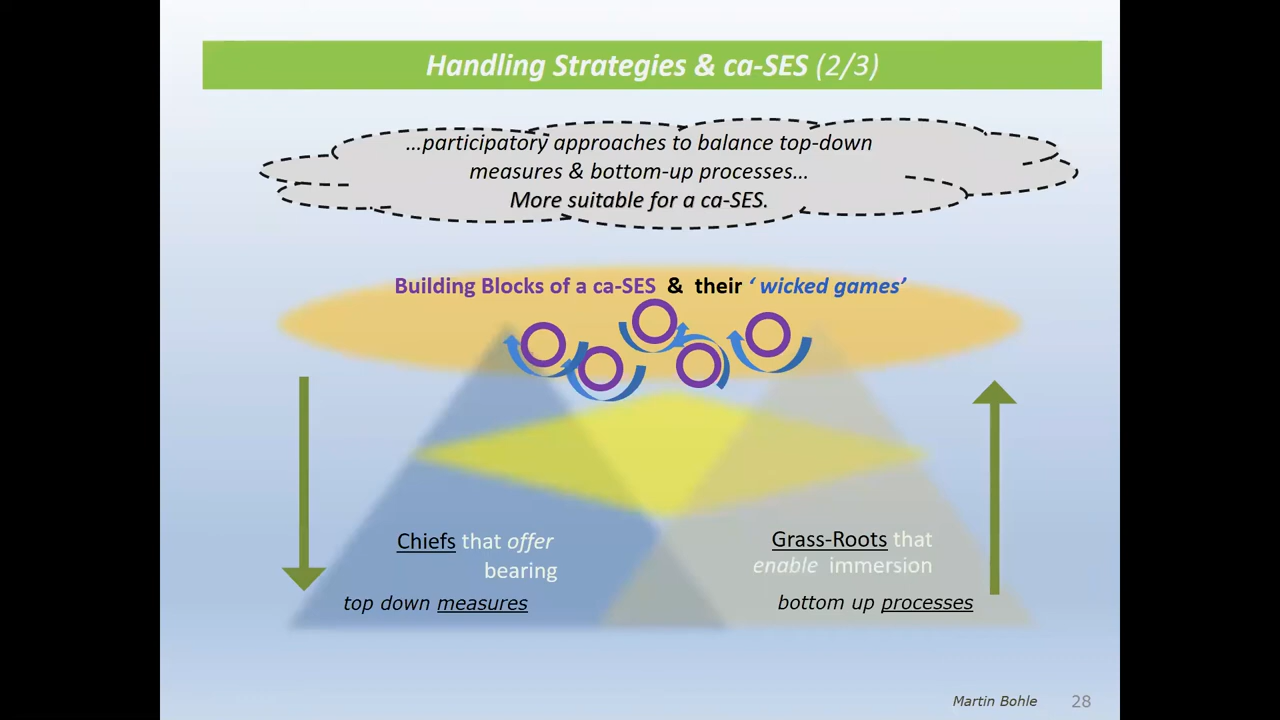 Handling Strategies & ca-SES (2/3)
...participatory approaches to balance top-down
measures & bottom-up processes...
More suitable for a ca-SES.
Building Blocks of a ca-SES & their ‘ wicked games’
Chiefs that offer
bearing
top down measures
Grass-Roots that
enable immersion
bottom up processes
Martin Bohle 28